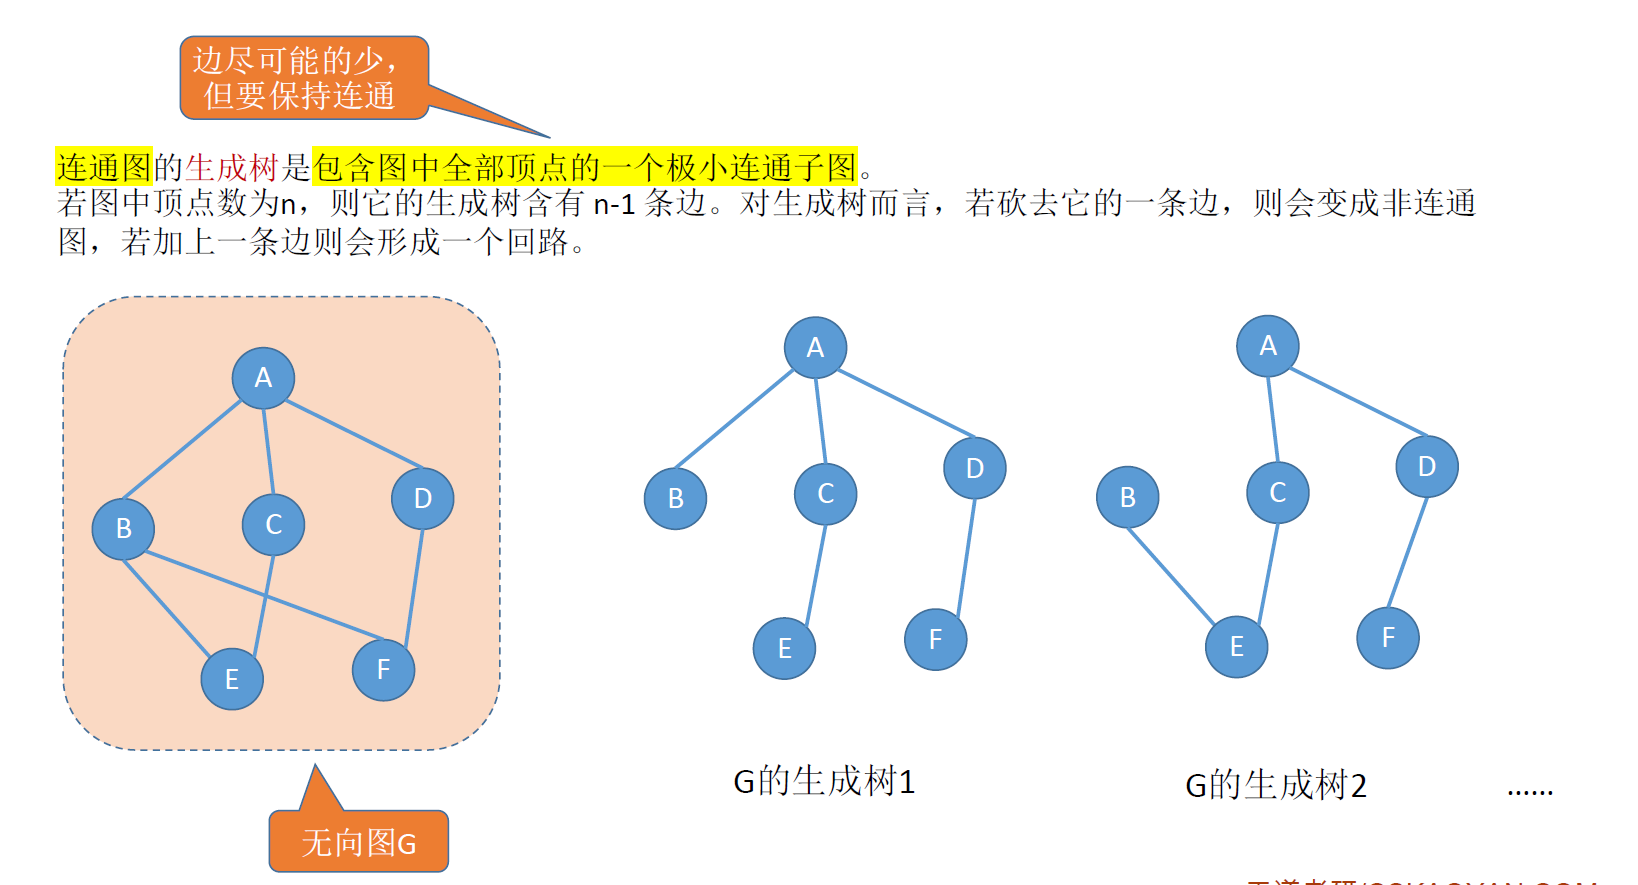 边尽可能的少，
但要保持连通
连通图的生成树是包含图中全部顶点的一个极小连通子图。
若图中顶点数为n，则它的生成树含有 n-1 条边。对生成树而言，若砍去它的一条边，则会变成非连通
图，若加上一条边则会形成一个回路。
A
B
C
D
E
F
无向图G
A
B
C
D
E
F
G的生成树1
A
B
C
D
E
F
G的生成树2
......